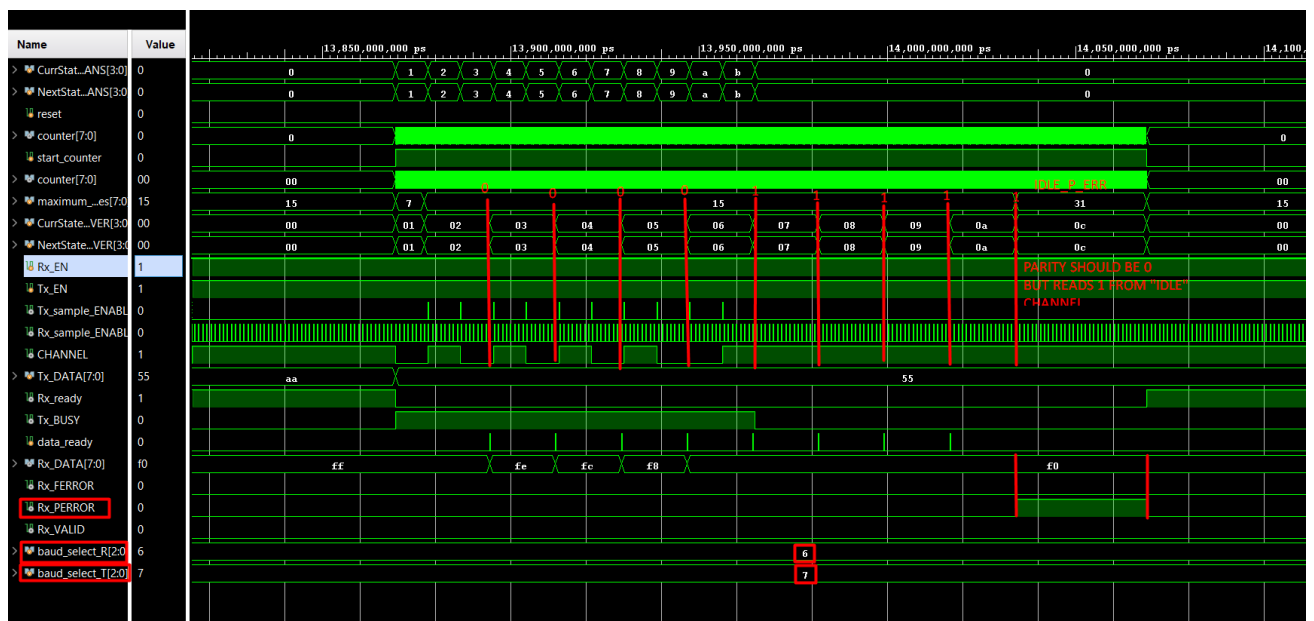 Name Value
13,850,000,000 ps 13,900,000,000 ps 13,950,000,000 ps 14,000,000,000 ps 14,050,000,000 ps 14,100,
CurrStat...ANS[3:0] 0 0 1 2 3 4 5 6 7 8 9 a b 0
NextStat...ANS[3:0 0 0 1 2 3 4 5 6 7 8 9 a b 0
reset 0
counter[7:0] 0 0 0
start_counter 0
counter[7:0] 00 00 00
0 0 0 0 1 1 1 1 1 IDLE_P_ERR
maximum_...es[7:0 15 15 7 15 31 15
CurrState...VER[3:0 00 00 01 02 03 04 05 06 07 08 09 0a 0c 00
NextState...VER[3:0 00 00 01 02 03 04 05 06 07 08 09 0a 0c 00
Rx_EN 1 PARITY SHOULD BE 0
Tx_EN 1 BUT READS 1 FROM "IDLE"
Tx_sample_ENABL 0 CHANNEL
Rx_sample_ENABL 0
CHANNEL 1
Tx_DATA[7:0] 55 aa 55
Rx_ready 1
Tx_BUSY 0
data_ready 0
Rx_DATA[7:0] f0 ff fe fc f8 f0
Rx_FERROR 0
Rx_PERROR 0
Rx_VALID 0
baud_select_R[2:0 6 6
baud_select_T[2:0] 7 7